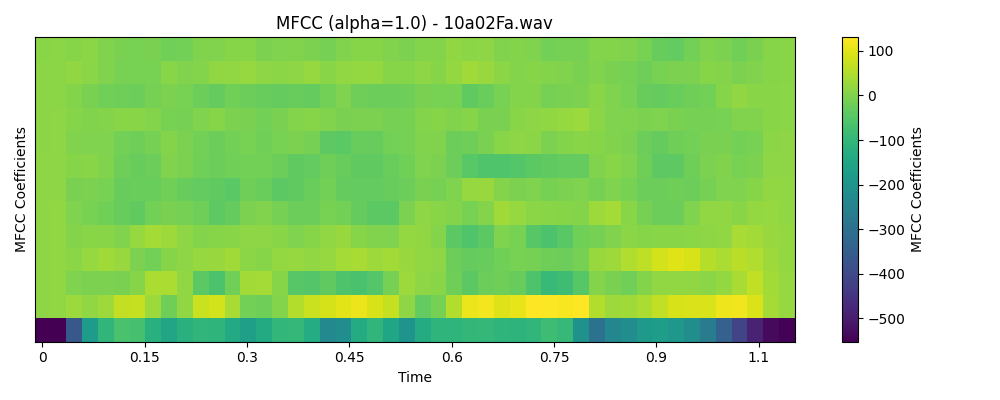 MFCC (alpha=1.0) - 10a02Fa.wav
MFCC Coefficients
0 0.15 0.3 0.45 0.6 0.75 0.9 1.1
Time
100
0
−100
−200
−300
−400
−500
MFCC Coefficients